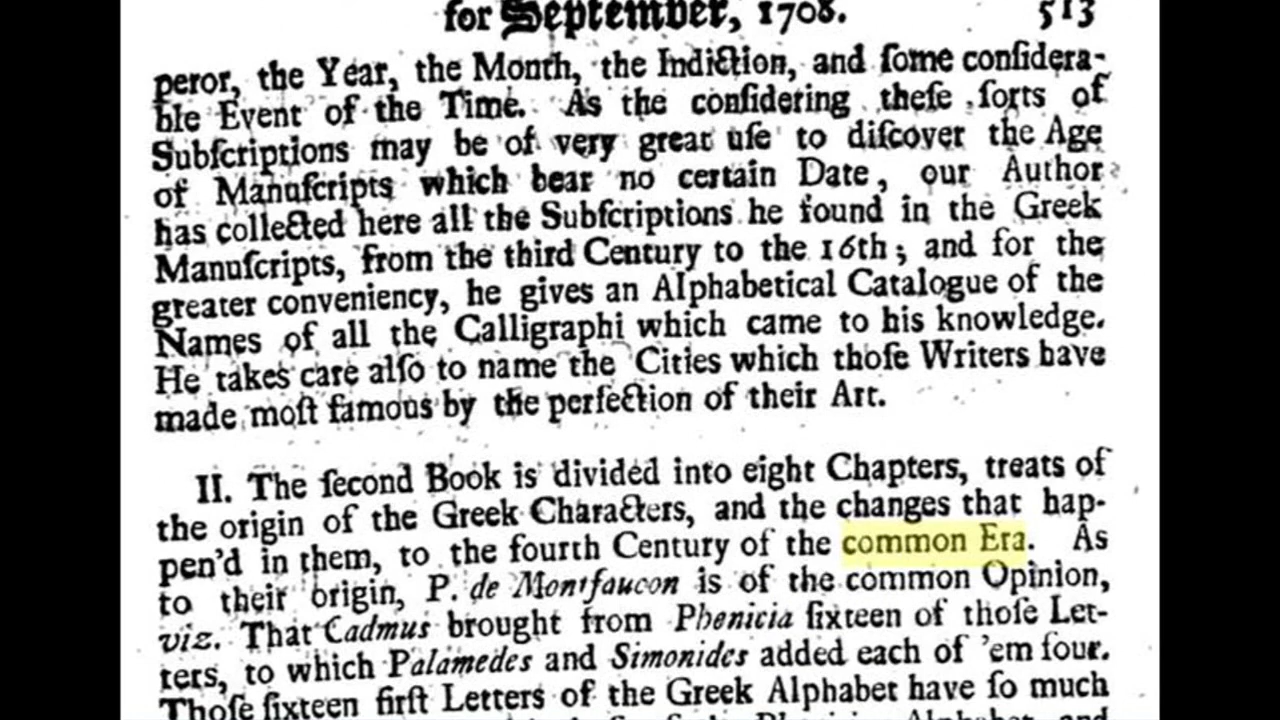 for September, 1708. 513
peror, the Year, the Month, the Indiction, and ſome conſidera-
ble Event of the Time. As the conſidering theſe ſorts of
Subſcriptions may be of very great uſe to diſcover the Age
of Manuſcripts which bear no certain Date, our Author
has collected here all the Subſcriptions he found in the Greek
Manuſcripts, from the third Century to the 16th; and for the
greater conveniency, he gives an Alphabetical Catalogue of the
Names of all the Calligraphi which came to his knowledge.
He takes care alſo to name the Cities which thoſe Writers have
made moſt famous by the perfection of their Art.
II. The ſecond Book is divided into eight Chapters, treats of
the origin of the Greek Characters, and the changes that hap-
pen'd in them, to the fourth Century of the common Era. As
to their origin, P. de Montfaucon is of the common Opinion,
viz. That Cadmus brought from Phenicia ſixteen of thoſe Let-
ters, to which Palamedes and Simonides added each of 'em four.
Thoſe ſixteen firſt Letters of the Greek Alphabet have ſo much